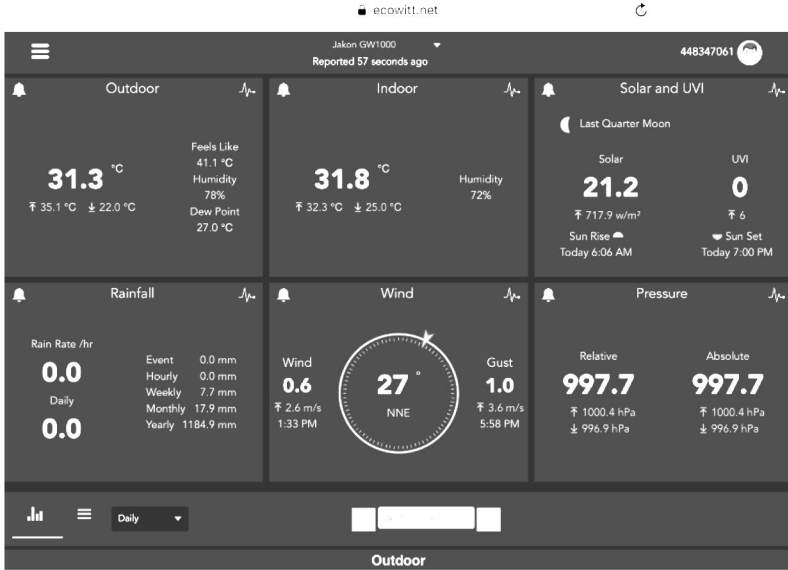 ecowitt.net
Jakon GW1000
Reported 57 seconds ago
448347061
Outdoor
31.3 °C
35.1 °C 22.0 °C
Feels Like
41.1 °C
Humidity
78%
Dew Point
27.0 °C
Indoor
31.8 °C
32.3 °C 25.0 °C
Humidity
72%
Solar and UVI
Last Quarter Moon
Solar
21.2
717.9 w/m²
Sun Rise
Today 6:06 AM
UVI
0
6
Sun Set
Today 7:00 PM
Rainfall
Rain Rate /hr
0.0
Daily
0.0
Event 0.0 mm
Hourly 0.0 mm
Weekly 7.7 mm
Monthly 17.9 mm
Yearly 1184.9 mm
Wind
Wind
0.6
2.6 m/s
1:33 PM
27 °
NNE
Gust
1.0
3.6 m/s
5:58 PM
Pressure
Relative
997.7
1000.4 hPa
996.9 hPa
Absolute
997.7
1000.4 hPa
996.9 hPa
Daily
Outdoor